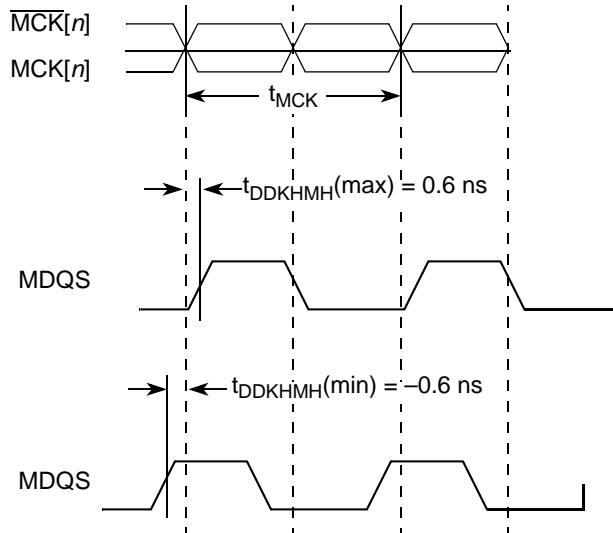 MCK[n]
MCK[n]
tMCK
tDDKHMH(max) = 0.6 ns
MDQS
tDDKHMH(min) = –0.6 ns
MDQS